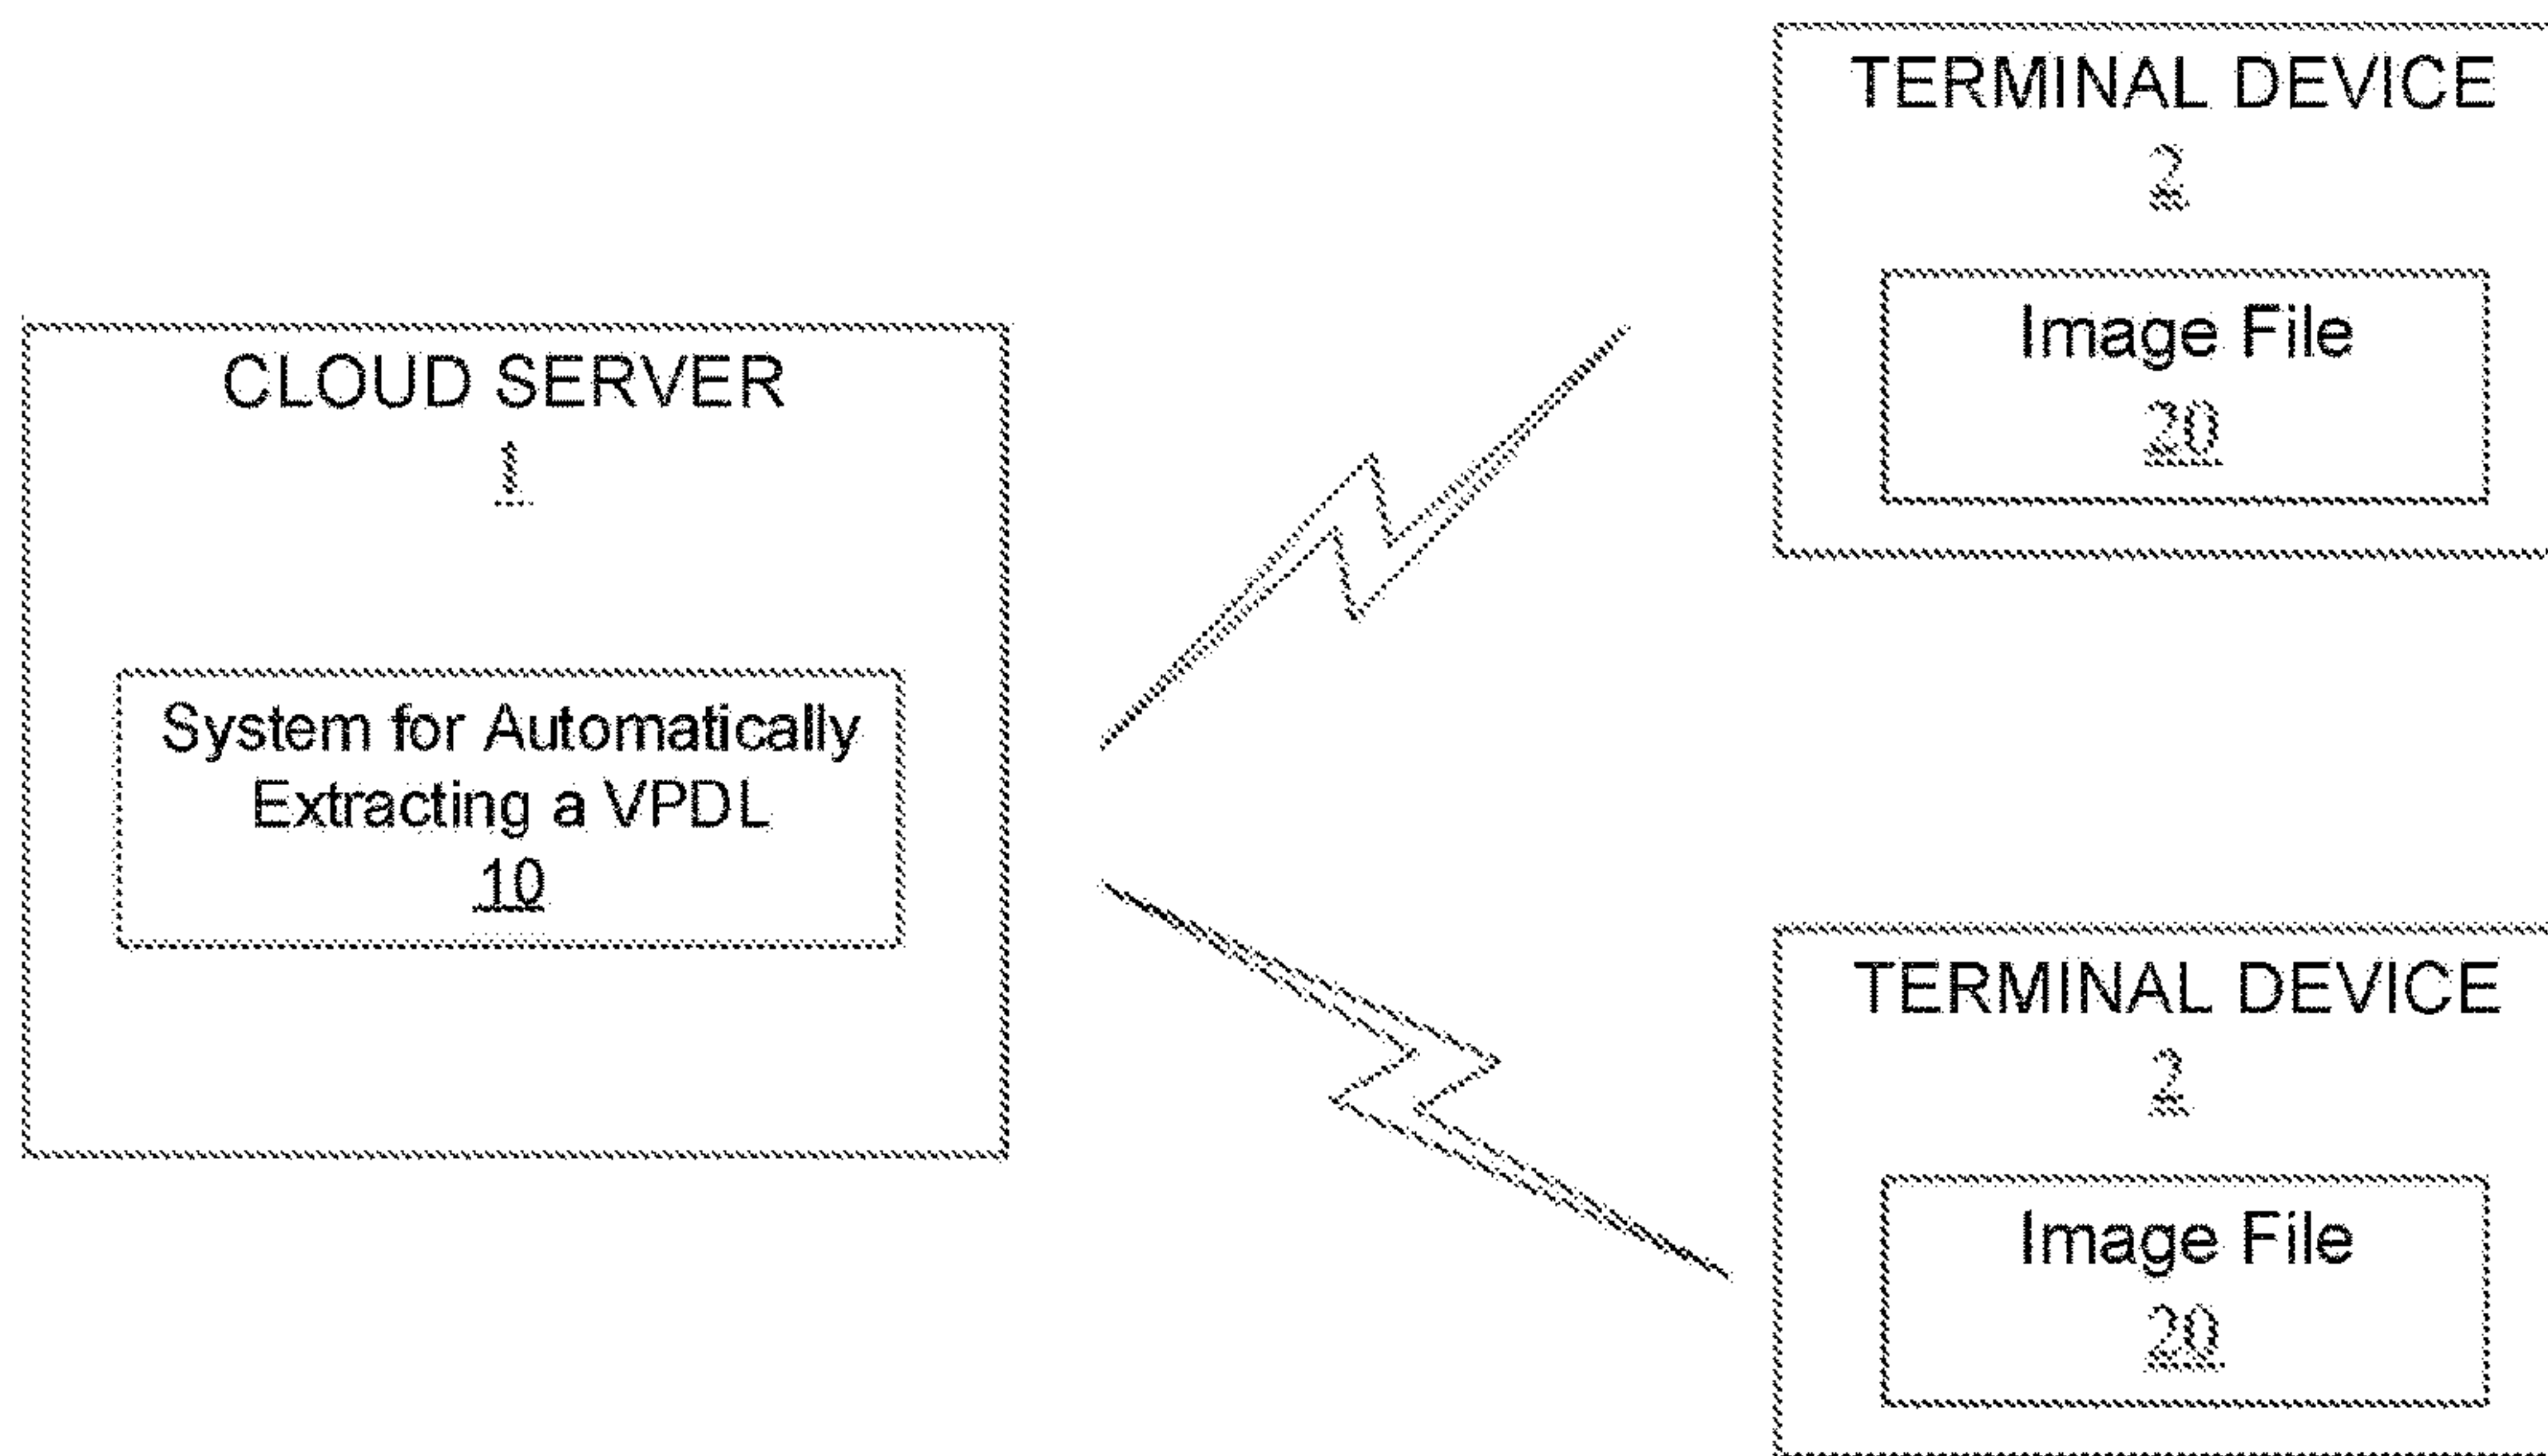 CLOUD SERVER
1
System for Automatically
Extracting a VPDL
10
TERMINAL DEVICE
2
Image File
20
TERMINAL DEVICE
2
Image File
20